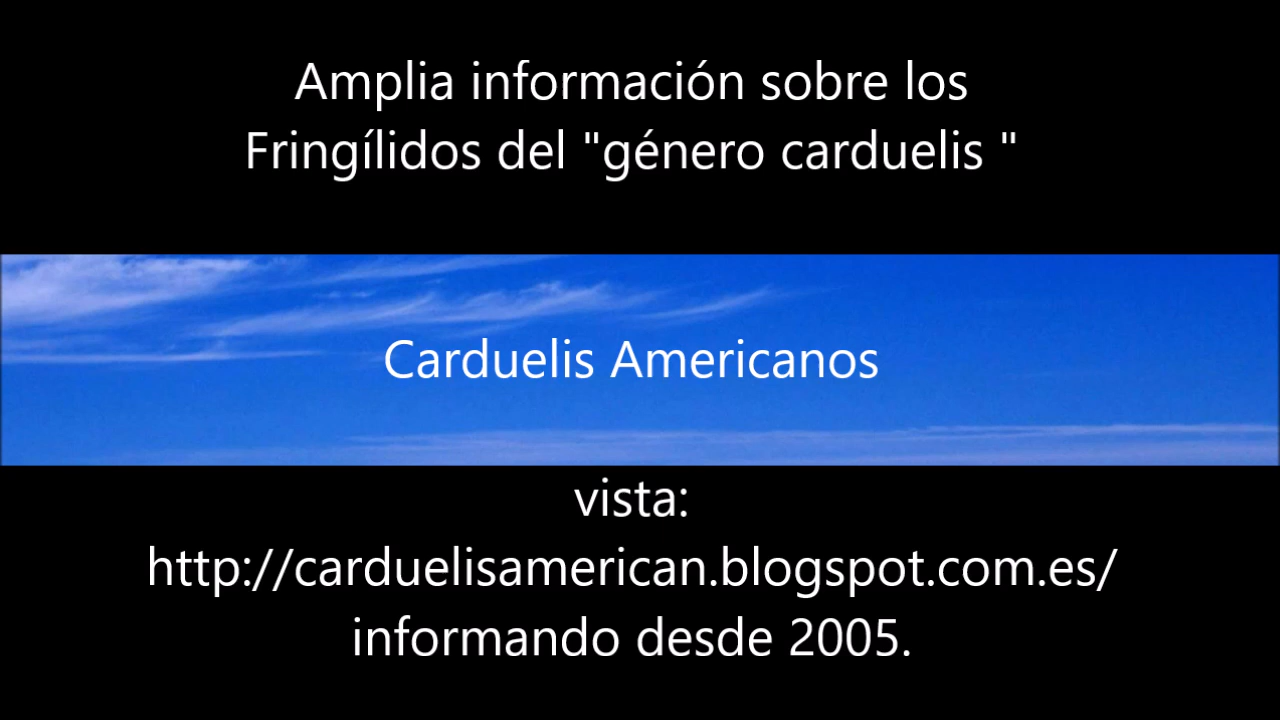 Amplia información sobre los
Fringílidos del "género carduelis "
Carduelis Americanos
vista:
http://carduelisamerican.blogspot.com.es/
informando desde 2005.